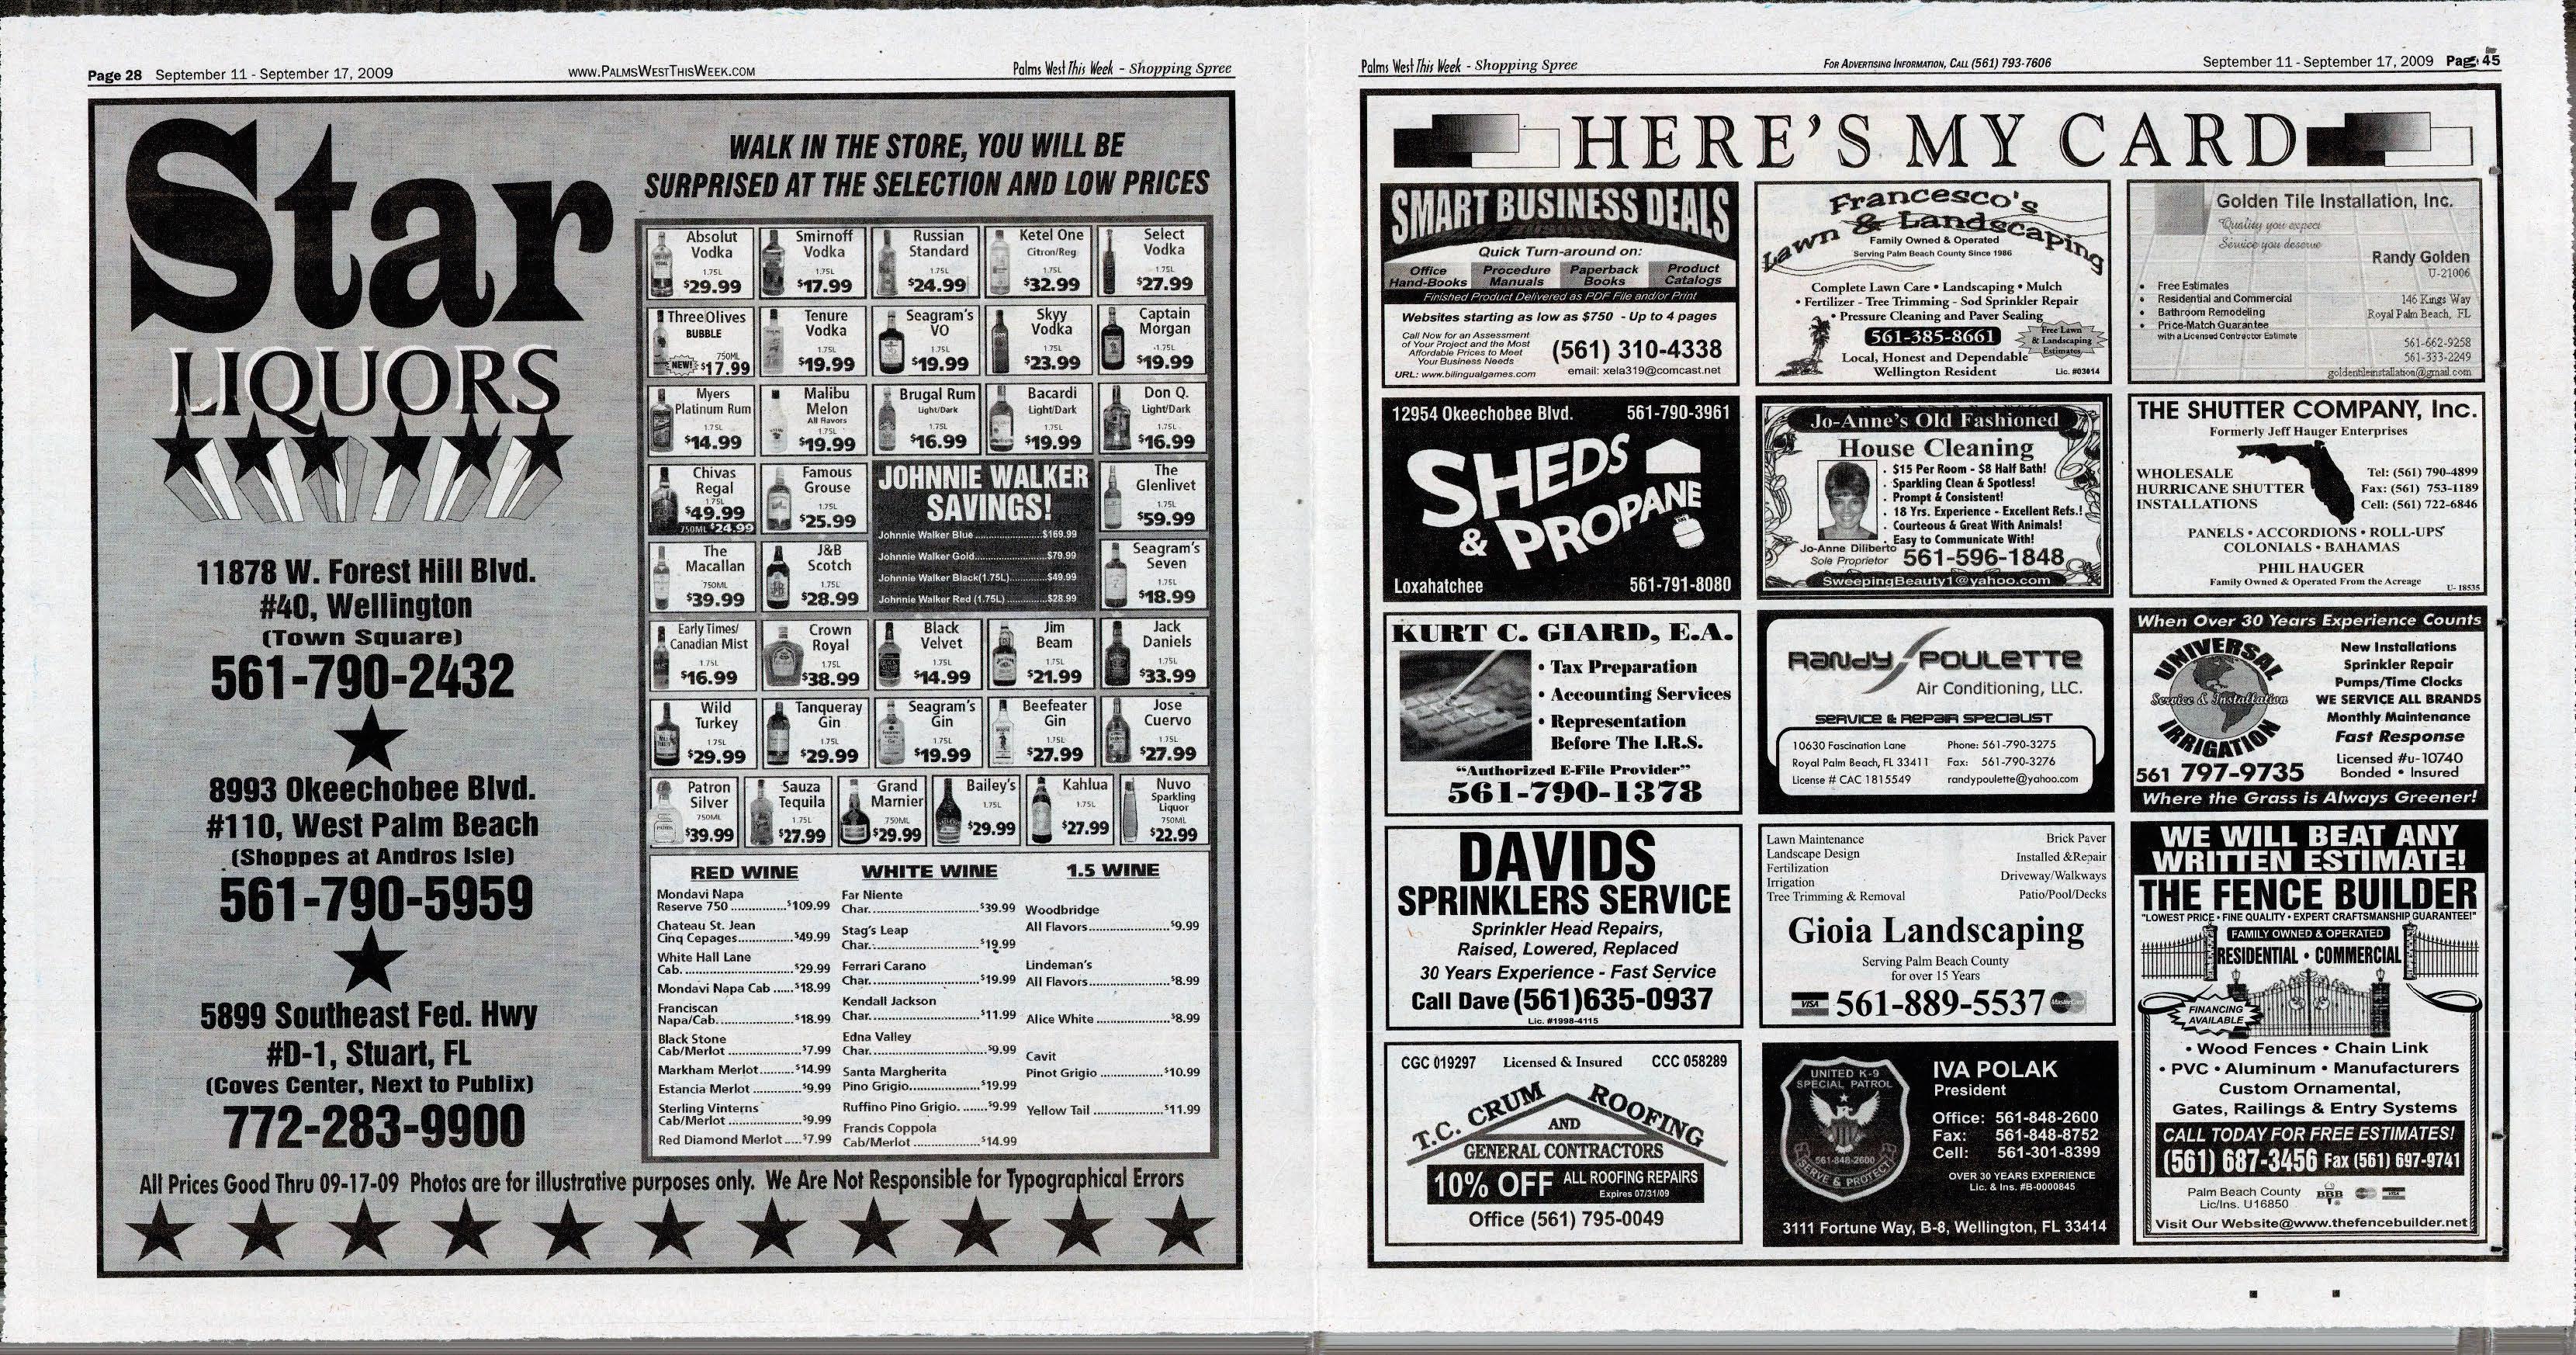 Page 28 September 11 - September 17, 2009
www.PalmsWestThisWeek.com
Palms West This Week - Shopping Spree
Star
LIQUORS
11878 W. Forest Hill Blvd.
#40, Wellington
(Town Square)
561-790-2432
8993 Okeechobee Blvd.
#110, West Palm Beach
(Shoppes at Andros Isle)
561-790-5959
5899 Southeast Fed. Hwy
#D-1, Stuart, FL
(Coves Center, Next to Publix)
772-283-9900
WALK IN THE STORE, YOU WILL BE
SURPRISED AT THE SELECTION AND LOW PRICES
Absolut
Vodka
1.75L
$29.99
Smirnoff
Vodka
1.75L
$17.99
Russian
Standard
1.75L
$24.99
Ketel One
Citron/Reg
1.75L
$32.99
Select
Vodka
1.75L
$27.99
Three Olives
BUBBLE
750ML
NEW! $17.99
Tenure
Vodka
1.75L
$19.99
Seagram's
VO
1.75L
$19.99
Skyy
Vodka
1.75L
$23.99
Captain
Morgan
1.75L
$19.99
Myers
Platinum Rum
1.75L
$14.99
Malibu
Melon
All flavors
1.75L
$19.99
Brugal Rum
Light/Dark
1.75L
$16.99
Bacardi
Light/Dark
1.75L
$19.99
Don Q.
Light/Dark
1.75L
$16.99
Chivas
Regal
1.75L
$49.99
750ML $24.99
Famous
Grouse
1.75L
$25.99
JOHNNIE WALKER
SAVINGS!
Johnnie Walker Blue $169.99
Johnnie Walker Gold $79.99
Johnnie Walker Black(1.75L) $49.99
Johnnie Walker Red (1.75L) $28.99
The
Glenlivet
1.75L
$59.99
The
Macallan
750ML
$39.99
J&B
Scotch
1.75L
$28.99
Seagram's
Seven
1.75L
$18.99
Early Times/
Canadian Mist
1.75L
$16.99
Crown
Royal
1.75L
$38.99
Black
Velvet
1.75L
$14.99
Jim
Beam
1.75L
$21.99
Jack
Daniels
1.75L
$33.99
Wild
Turkey
1.75L
$29.99
Tanqueray
Gin
1.75L
$29.99
Seagram's
Gin
1.75L
$19.99
Beefeater
Gin
1.75L
$27.99
Jose
Cuervo
1.75L
$27.99
Patron
Silver
750ML
$39.99
Sauza
Tequila
1.75L
$27.99
Grand
Marnier
750ML
$29.99
Bailey's
1.75L
$29.99
Kahlua
1.75L
$27.99
Nuvo
Sparkling
Liquor
750ML
$22.99
RED WINE
Mondavi Napa
Reserve 750 $109.99
Chateau St. Jean
Cinq Cepages $49.99
White Hall Lane
Cab. $29.99
Mondavi Napa Cab $18.99
Franciscan
Napa/Cab. $18.99
Black Stone
Cab/Merlot $7.99
Markham Merlot $14.99
Estancia Merlot $9.99
Sterling Vinterns
Cab/Merlot $9.99
Red Diamond Merlot $7.99
WHITE WINE
Far Niente
Char. $39.99
Stag's Leap
Char. $19.99
Ferrari Carano
Char. $19.99
Kendall Jackson
Char. $11.99
Edna Valley
Char. $9.99
Santa Margherita
Pino Grigio $19.99
Ruffino Pino Grigio. $9.99
Francis Coppola
Cab/Merlot $14.99
1.5 WINE
Woodbridge
All Flavors $9.99
Lindeman's
All Flavors $8.99
Alice White $8.99
Cavit
Pinot Grigio $10.99
Yellow Tail $11.99
All Prices Good Thru 09-17-09 Photos are for illustrative purposes only. We Are Not Responsible for Typographical Errors
Palms West This Week - Shopping Spree
For Advertising Information, Call (561) 793-7606
September 11 - September 17, 2009 Page 45
HERE'S MY CARD
SMART BUSINESS DEALS
Quick Turn-around on:
Office
Hand-Books
Procedure
Manuals
Paperback
Books
Product
Catalogs
Finished Product Delivered as PDF File and/or Print
Websites starting as low as $750 - Up to 4 pages
Call Now for an Assessment
of Your Project and the Most
Affordable Prices to Meet
Your Business Needs
(561) 310-4338
URL: www.bilingualgames.com
email: xela319@comcast.net
Francesco's
Lawn & Landscaping
Family Owned & Operated
Serving Palm Beach County Since 1986
Complete Lawn Care • Landscaping • Mulch
• Fertilizer - Tree Trimming - Sod Sprinkler Repair
• Pressure Cleaning and Paver Sealing
561-385-8661
Free Lawn
& Landscaping
Estimates
Local, Honest and Dependable
Wellington Resident
Lic. #03614
Golden Tile Installation, Inc.
Quality you expect
Service you deserve
Randy Golden
U-21006
• Free Estimates
• Residential and Commercial
• Bathroom Remodeling
• Price-Match Guarantee
with a Licensed Contractor Estimate
146 Kings Way
Royal Palm Beach, FL
561-662-9258
561-333-2249
goldentileinstallation@gmail.com
12954 Okeechobee Blvd. 561-790-3961
SHEDS
& PROPANE
Loxahatchee 561-791-8080
Jo-Anne's Old Fashioned
House Cleaning
• $15 Per Room - $8 Half Bath!
• Sparkling Clean & Spotless!
• Prompt & Consistent!
• 18 Yrs. Experience - Excellent Refs.!
• Courteous & Great With Animals!
• Easy to Communicate With!
Jo-Anne Diliberto
Sole Proprietor
561-596-1848
SweepingBeauty1@yahoo.com
THE SHUTTER COMPANY, Inc.
Formerly Jeff Hauger Enterprises
WHOLESALE
HURRICANE SHUTTER
INSTALLATIONS
Tel: (561) 790-4899
Fax: (561) 753-1189
Cell: (561) 722-6846
PANELS • ACCORDIONS • ROLL-UPS
COLONIALS • BAHAMAS
PHIL HAUGER
Family Owned & Operated From the Acreage
U- 18535
KURT C. GIARD, E.A.
• Tax Preparation
• Accounting Services
• Representation
Before The I.R.S.
"Authorized E-File Provider"
561-790-1378
Randy Poulette
Air Conditioning, LLC.
Service & Repair Specialist
10630 Fascination Lane
Royal Palm Beach, FL 33411
License # CAC 1815549
Phone: 561-790-3275
Fax: 561-790-3276
randypoulette@yahoo.com
When Over 30 Years Experience Counts
UNIVERSAL
Service & Installation
IRRIGATION
New Installations
Sprinkler Repair
Pumps/Time Clocks
WE SERVICE ALL BRANDS
Monthly Maintenance
Fast Response
Licensed #u-10740
Bonded • Insured
561 797-9735
Where the Grass is Always Greener!
DAVIDS
SPRINKLERS SERVICE
Sprinkler Head Repairs,
Raised, Lowered, Replaced
30 Years Experience - Fast Service
Call Dave (561)635-0937
Lic. #1998-4115
Lawn Maintenance
Landscape Design
Fertilization
Irrigation
Tree Trimming & Removal
Brick Paver
Installed &Repair
Driveway/Walkways
Patio/Pool/Decks
Gioia Landscaping
Serving Palm Beach County
for over 15 Years
VISA 561-889-5537 MasterCard
WE WILL BEAT ANY
WRITTEN ESTIMATE!
THE FENCE BUILDER
"LOWEST PRICE • FINE QUALITY • EXPERT CRAFTSMANSHIP GUARANTEE!"
FAMILY OWNED & OPERATED
RESIDENTIAL • COMMERCIAL
FINANCING
AVAILABLE
• Wood Fences • Chain Link
• PVC • Aluminum • Manufacturers
Custom Ornamental,
Gates, Railings & Entry Systems
CALL TODAY FOR FREE ESTIMATES!
(561) 687-3456 Fax (561) 697-9741
Palm Beach County
Lic/Ins. U16850
BBB
VISA
Visit Our Website@www.thefencebuilder.net
CGC 019297 Licensed & Insured CCC 058289
T.C. CRUM ROOFING
AND
GENERAL CONTRACTORS
10% OFF ALL ROOFING REPAIRS
Expires 07/31/09
Office (561) 795-0049
UNITED K-9
SPECIAL PATROL
561-848-2600
SERVE & PROTECT
IVA POLAK
President
Office: 561-848-2600
Fax: 561-848-8752
Cell: 561-301-8399
OVER 30 YEARS EXPERIENCE
Lic. & Ins. #B-0000845
3111 Fortune Way, B-8, Wellington, FL 33414